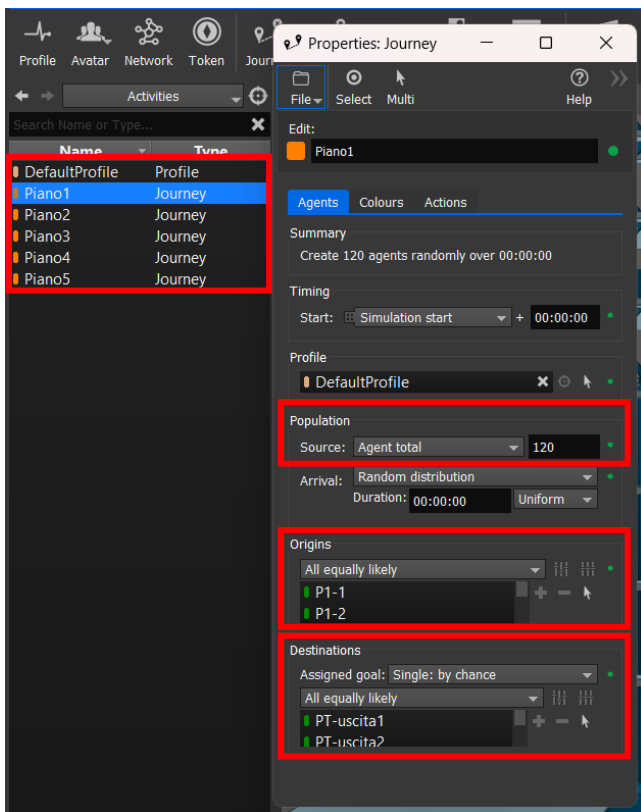 Profile Avatar Network Token Jour
Activities
Search Name or Type...
Name Type
DefaultProfile Profile
Piano1 Journey
Piano2 Journey
Piano3 Journey
Piano4 Journey
Piano5 Journey
Properties: Journey
File Select Multi Help
Edit:
Piano1
Agents Colours Actions
Summary
Create 120 agents randomly over 00:00:00
Timing
Start: Simulation start + 00:00:00
Profile
DefaultProfile
Population
Source: Agent total 120
Arrival: Random distribution
Duration: 00:00:00 Uniform
Origins
All equally likely
P1-1
P1-2
Destinations
Assigned goal: Single: by chance
All equally likely
PT-uscita1
PT-uscita2